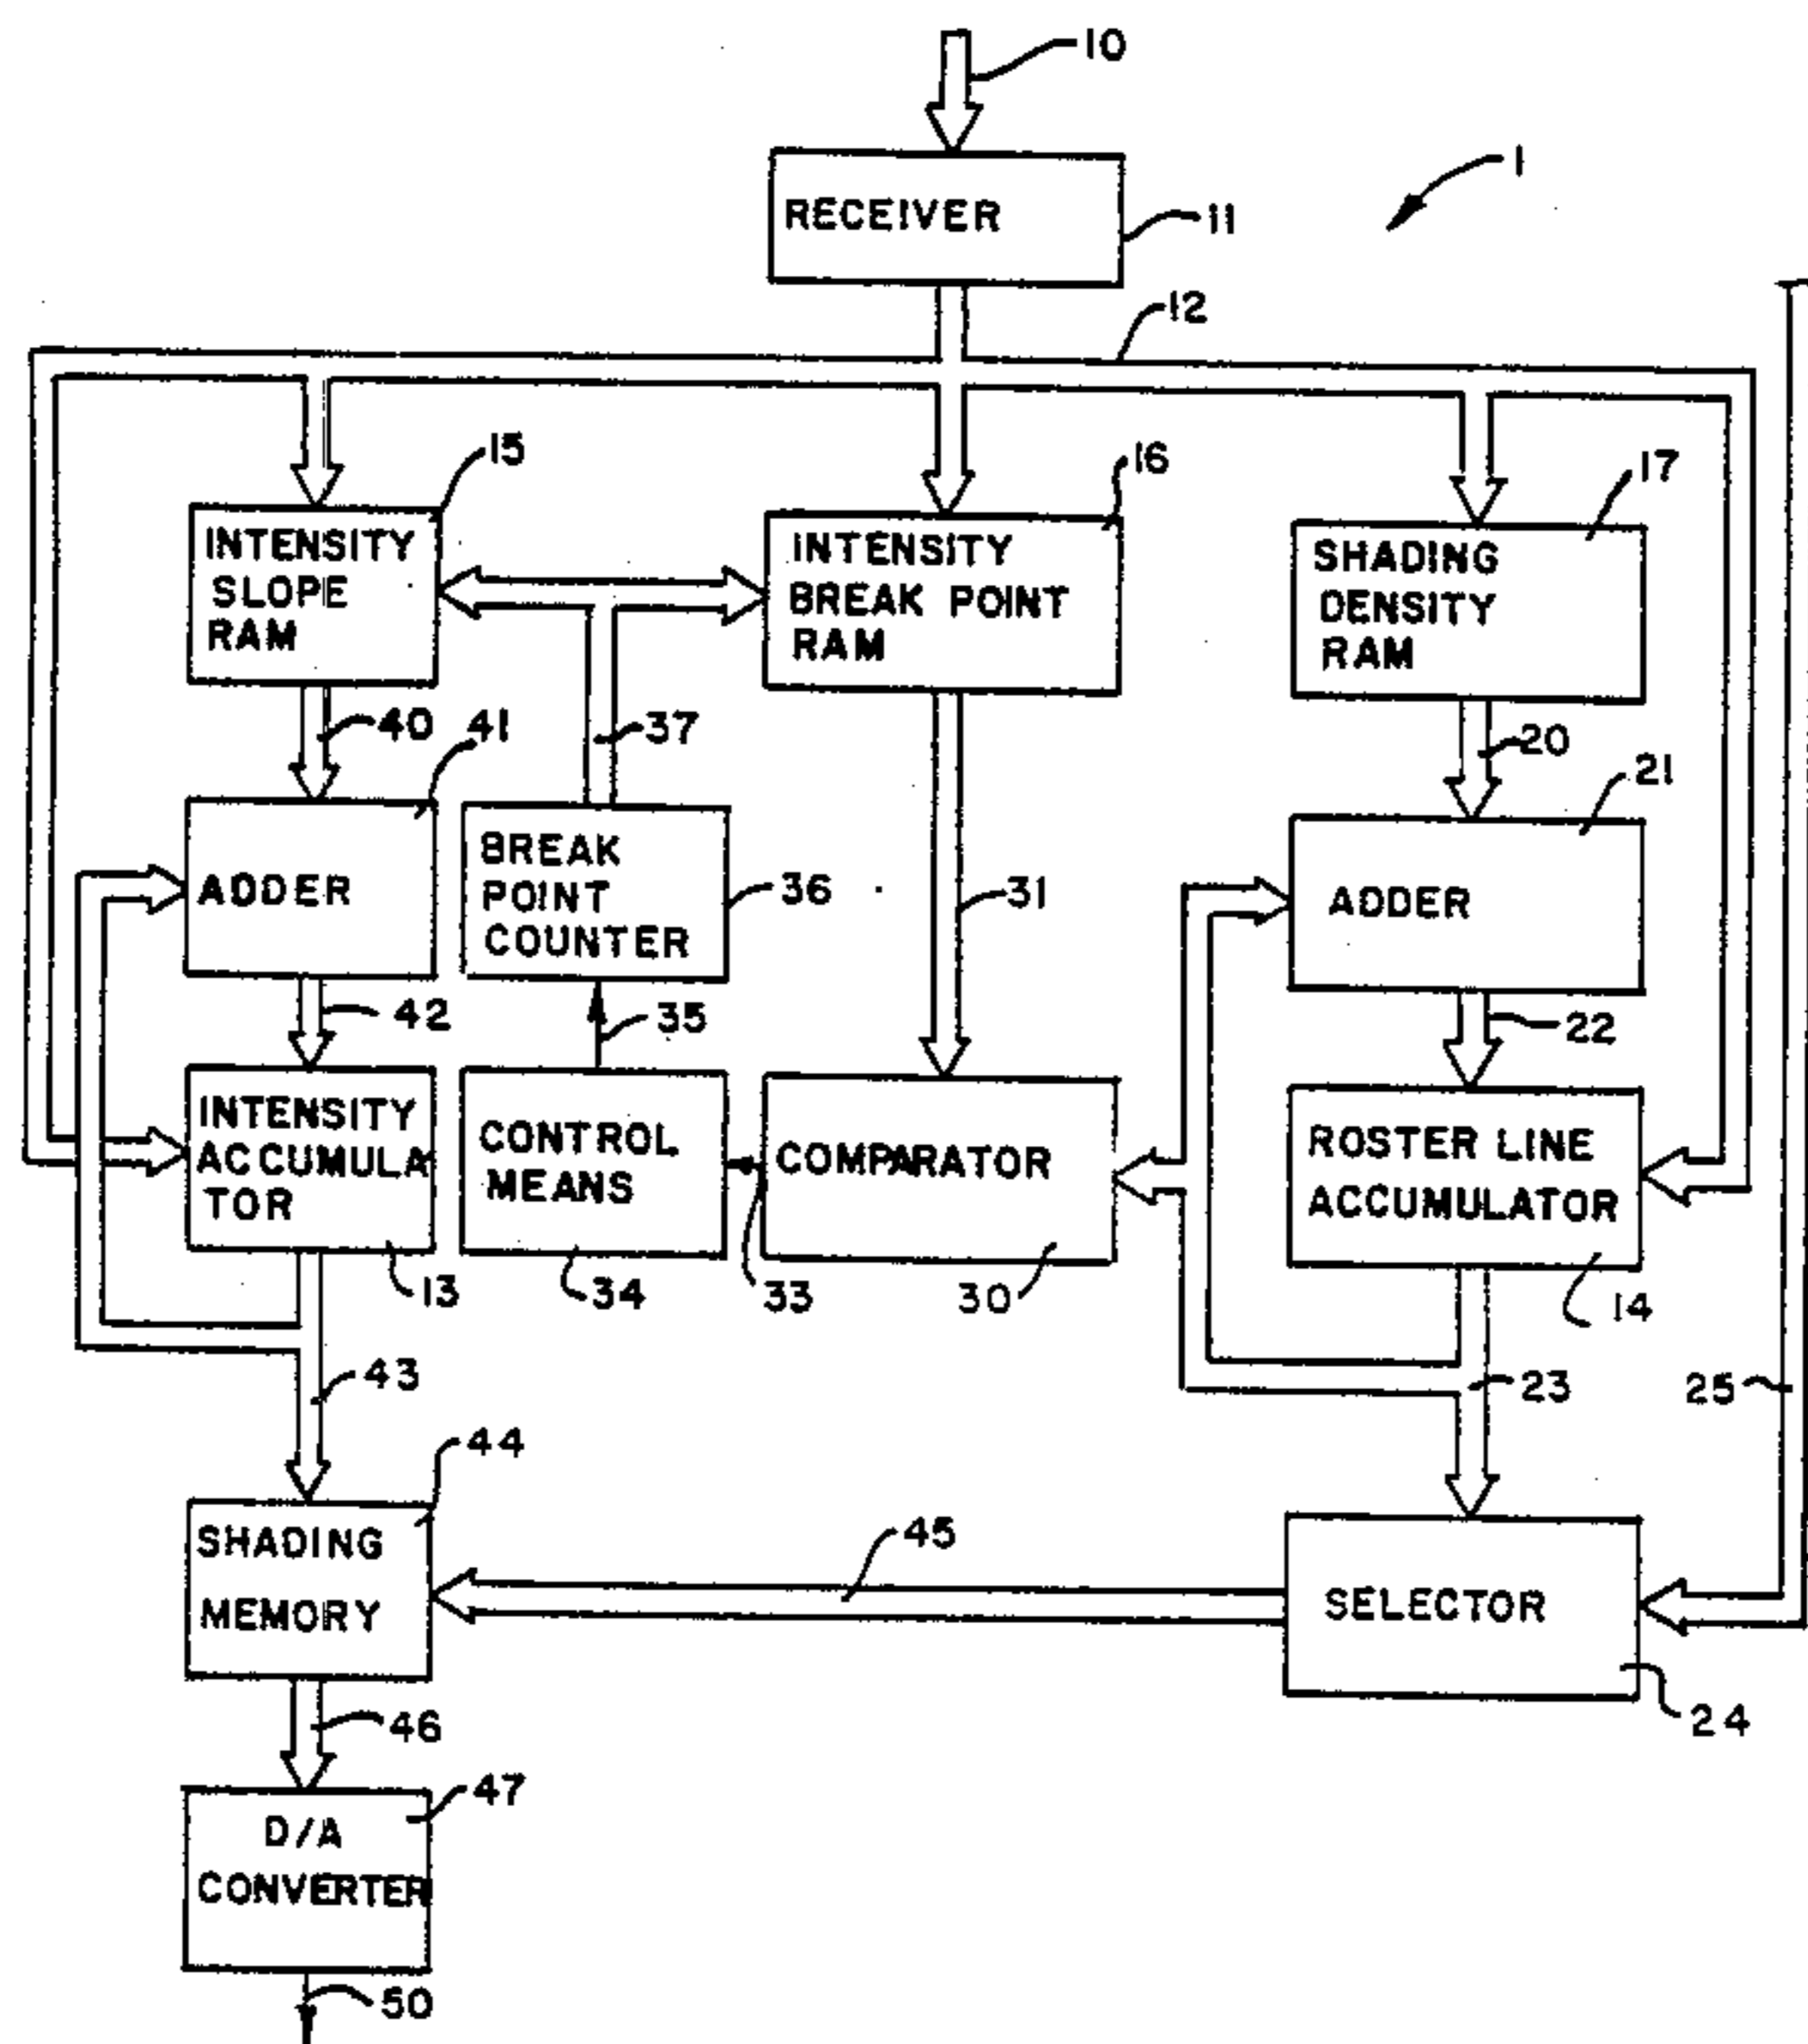 10
RECEIVER
11
1
12
15
16
17
INTENSITY
SLOPE
RAM
INTENSITY
BREAK POINT
RAM
SHADING
DENSITY
RAM
40
41
37
20
21
ADDER
BREAK
POINT
COUNTER
36
31
ADDER
42
35
22
INTENSITY
ACCUMULA
TOR
CONTROL
MEANS
COMPARATOR
ROSTER LINE
ACCUMULATOR
13
34
33
30
14
43
23
25
44
SHADING
MEMORY
45
SELECTOR
24
46
47
D/A
CONVERTER
50